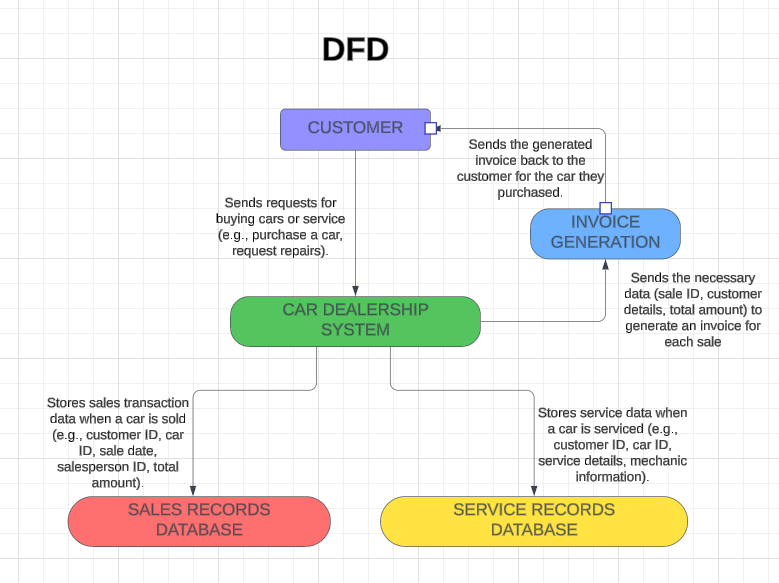 DFD
CUSTOMER
Sends the generated
invoice back to the
customer for the car they
purchased.
Sends requests for
buying cars or service
(e.g., purchase a car,
request repairs).
INVOICE
GENERATION
Sends the necessary
data (sale ID, customer
details, total amount) to
generate an invoice for
each sale
CAR DEALERSHIP
SYSTEM
Stores sales transaction
data when a car is sold
(e.g., customer ID, car
ID, sale date,
salesperson ID, total
amount).
Stores service data when
a car is serviced (e.g.,
customer ID, car ID,
service details, mechanic
information).
SALES RECORDS
DATABASE
SERVICE RECORDS
DATABASE